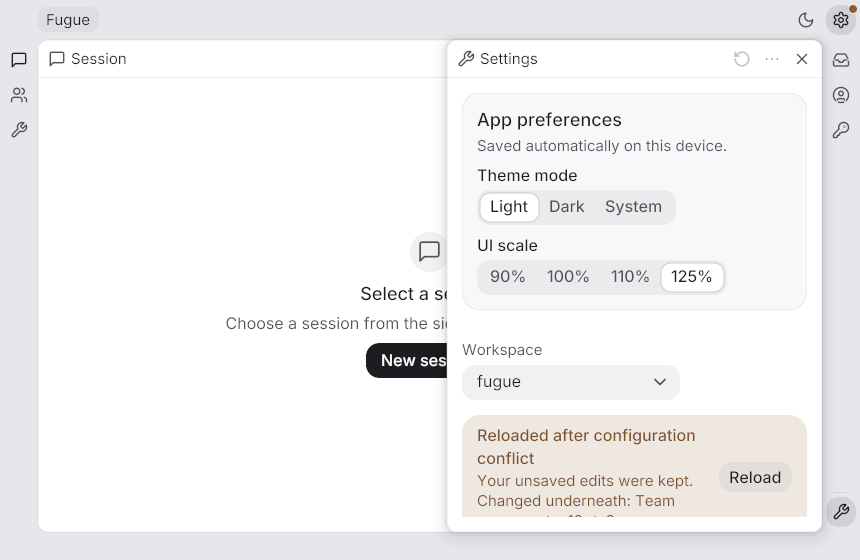 Fugue
Session
Settings
App preferences
Saved automatically on this device.
Theme mode
Light Dark System
UI scale
90% 100% 110% 125%
Select a se
Choose a session from the si
New ses
Workspace
fugue
Reloaded after configuration
conflict
Your unsaved edits were kept.
Changed underneath: Team
Reload